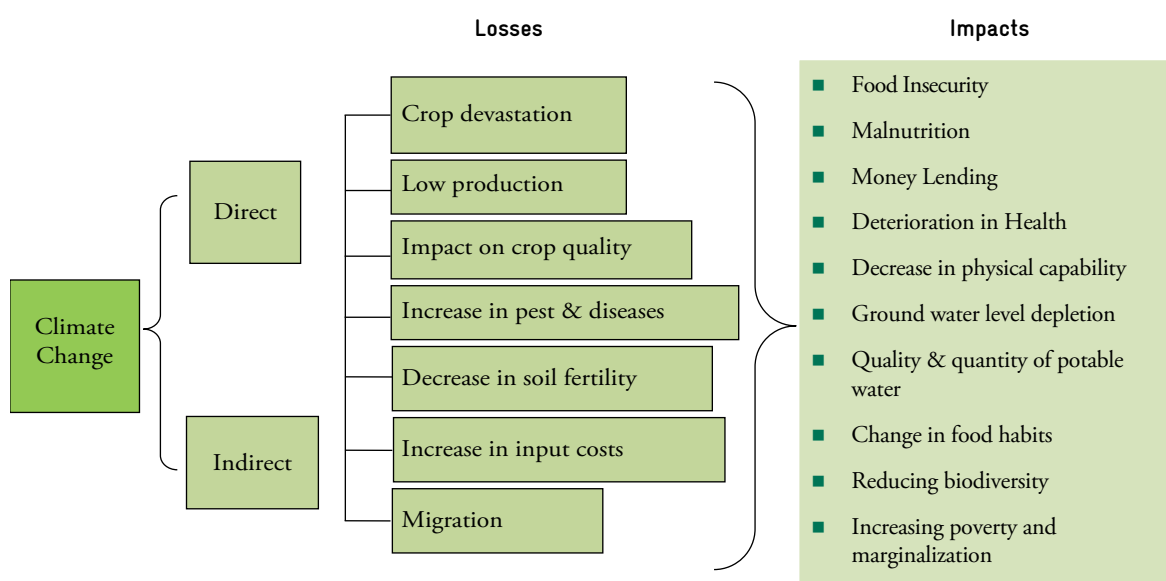 Losses
Impacts
Climate
Change
Direct
Indirect
Crop devastation
Low production
Impact on crop quality
Increase in pest & diseases
Decrease in soil fertility
Increase in input costs
Migration
Food Insecurity
Malnutrition
Money Lending
Deterioration in Health
Decrease in physical capability
Ground water level depletion
Quality & quantity of potable
water
Change in food habits
Reducing biodiversity
Increasing poverty and
marginalization